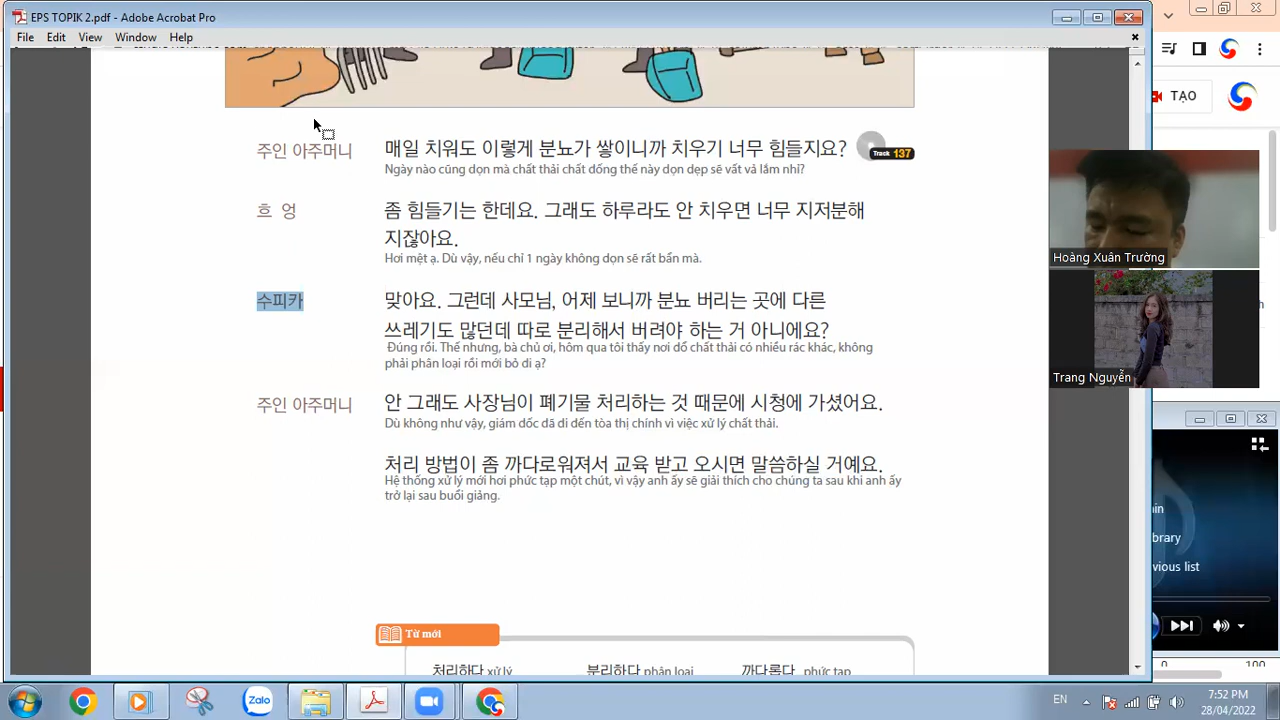 EPS TOPIK 2.pdf - Adobe Acrobat Pro
File Edit View Window Help
TẠO
주인 아주머니
매일 치워도 이렇게 분뇨가 쌓이니까 치우기 너무 힘들지요?
Track 137
Ngày nào cũng dọn mà chất thải chất đống thế này dọn dẹp sẽ vất vả lắm nhỉ?
흐 엉
좀 힘들기는 한데요. 그래도 하루라도 안 치우면 너무 지저분해
지잖아요.
Hơi mệt ạ. Dù vậy, nếu chỉ 1 ngày không dọn sẽ rất bẩn mà.
수피카
맞아요. 그런데 사모님, 어제 보니까 분뇨 버리는 곳에 다른
쓰레기도 많던데 따로 분리해서 버려야 하는 거 아니에요?
Đúng rồi. Thế nhưng, bà chủ ơi, hôm qua tôi thấy nơi đổ chất thải có nhiều rác khác, không
phải phân loại rồi mới bỏ đi ạ?
주인 아주머니
안 그래도 사장님이 폐기물 처리하는 것 때문에 시청에 가셨어요.
Dù không như vậy, giám đốc đã đi đến tòa thị chính vì việc xử lý chất thải.
처리 방법이 좀 까다로워져서 교육 받고 오시면 말씀하실 거예요.
Hệ thống xử lý mới hơi phức tạp một chút, vì vậy anh ấy sẽ giải thích cho chúng ta sau khi anh ấy
trở lại sau buổi giảng.
Từ mới
처리하다 xử lý 분리하다 phân loại 까다롭다 phức tạp
Hoàng Xuân Trường
Trang Nguyễn
ain
ibrary
vious list
0 100
Zalo
EN
7:52 PM
28/04/2022